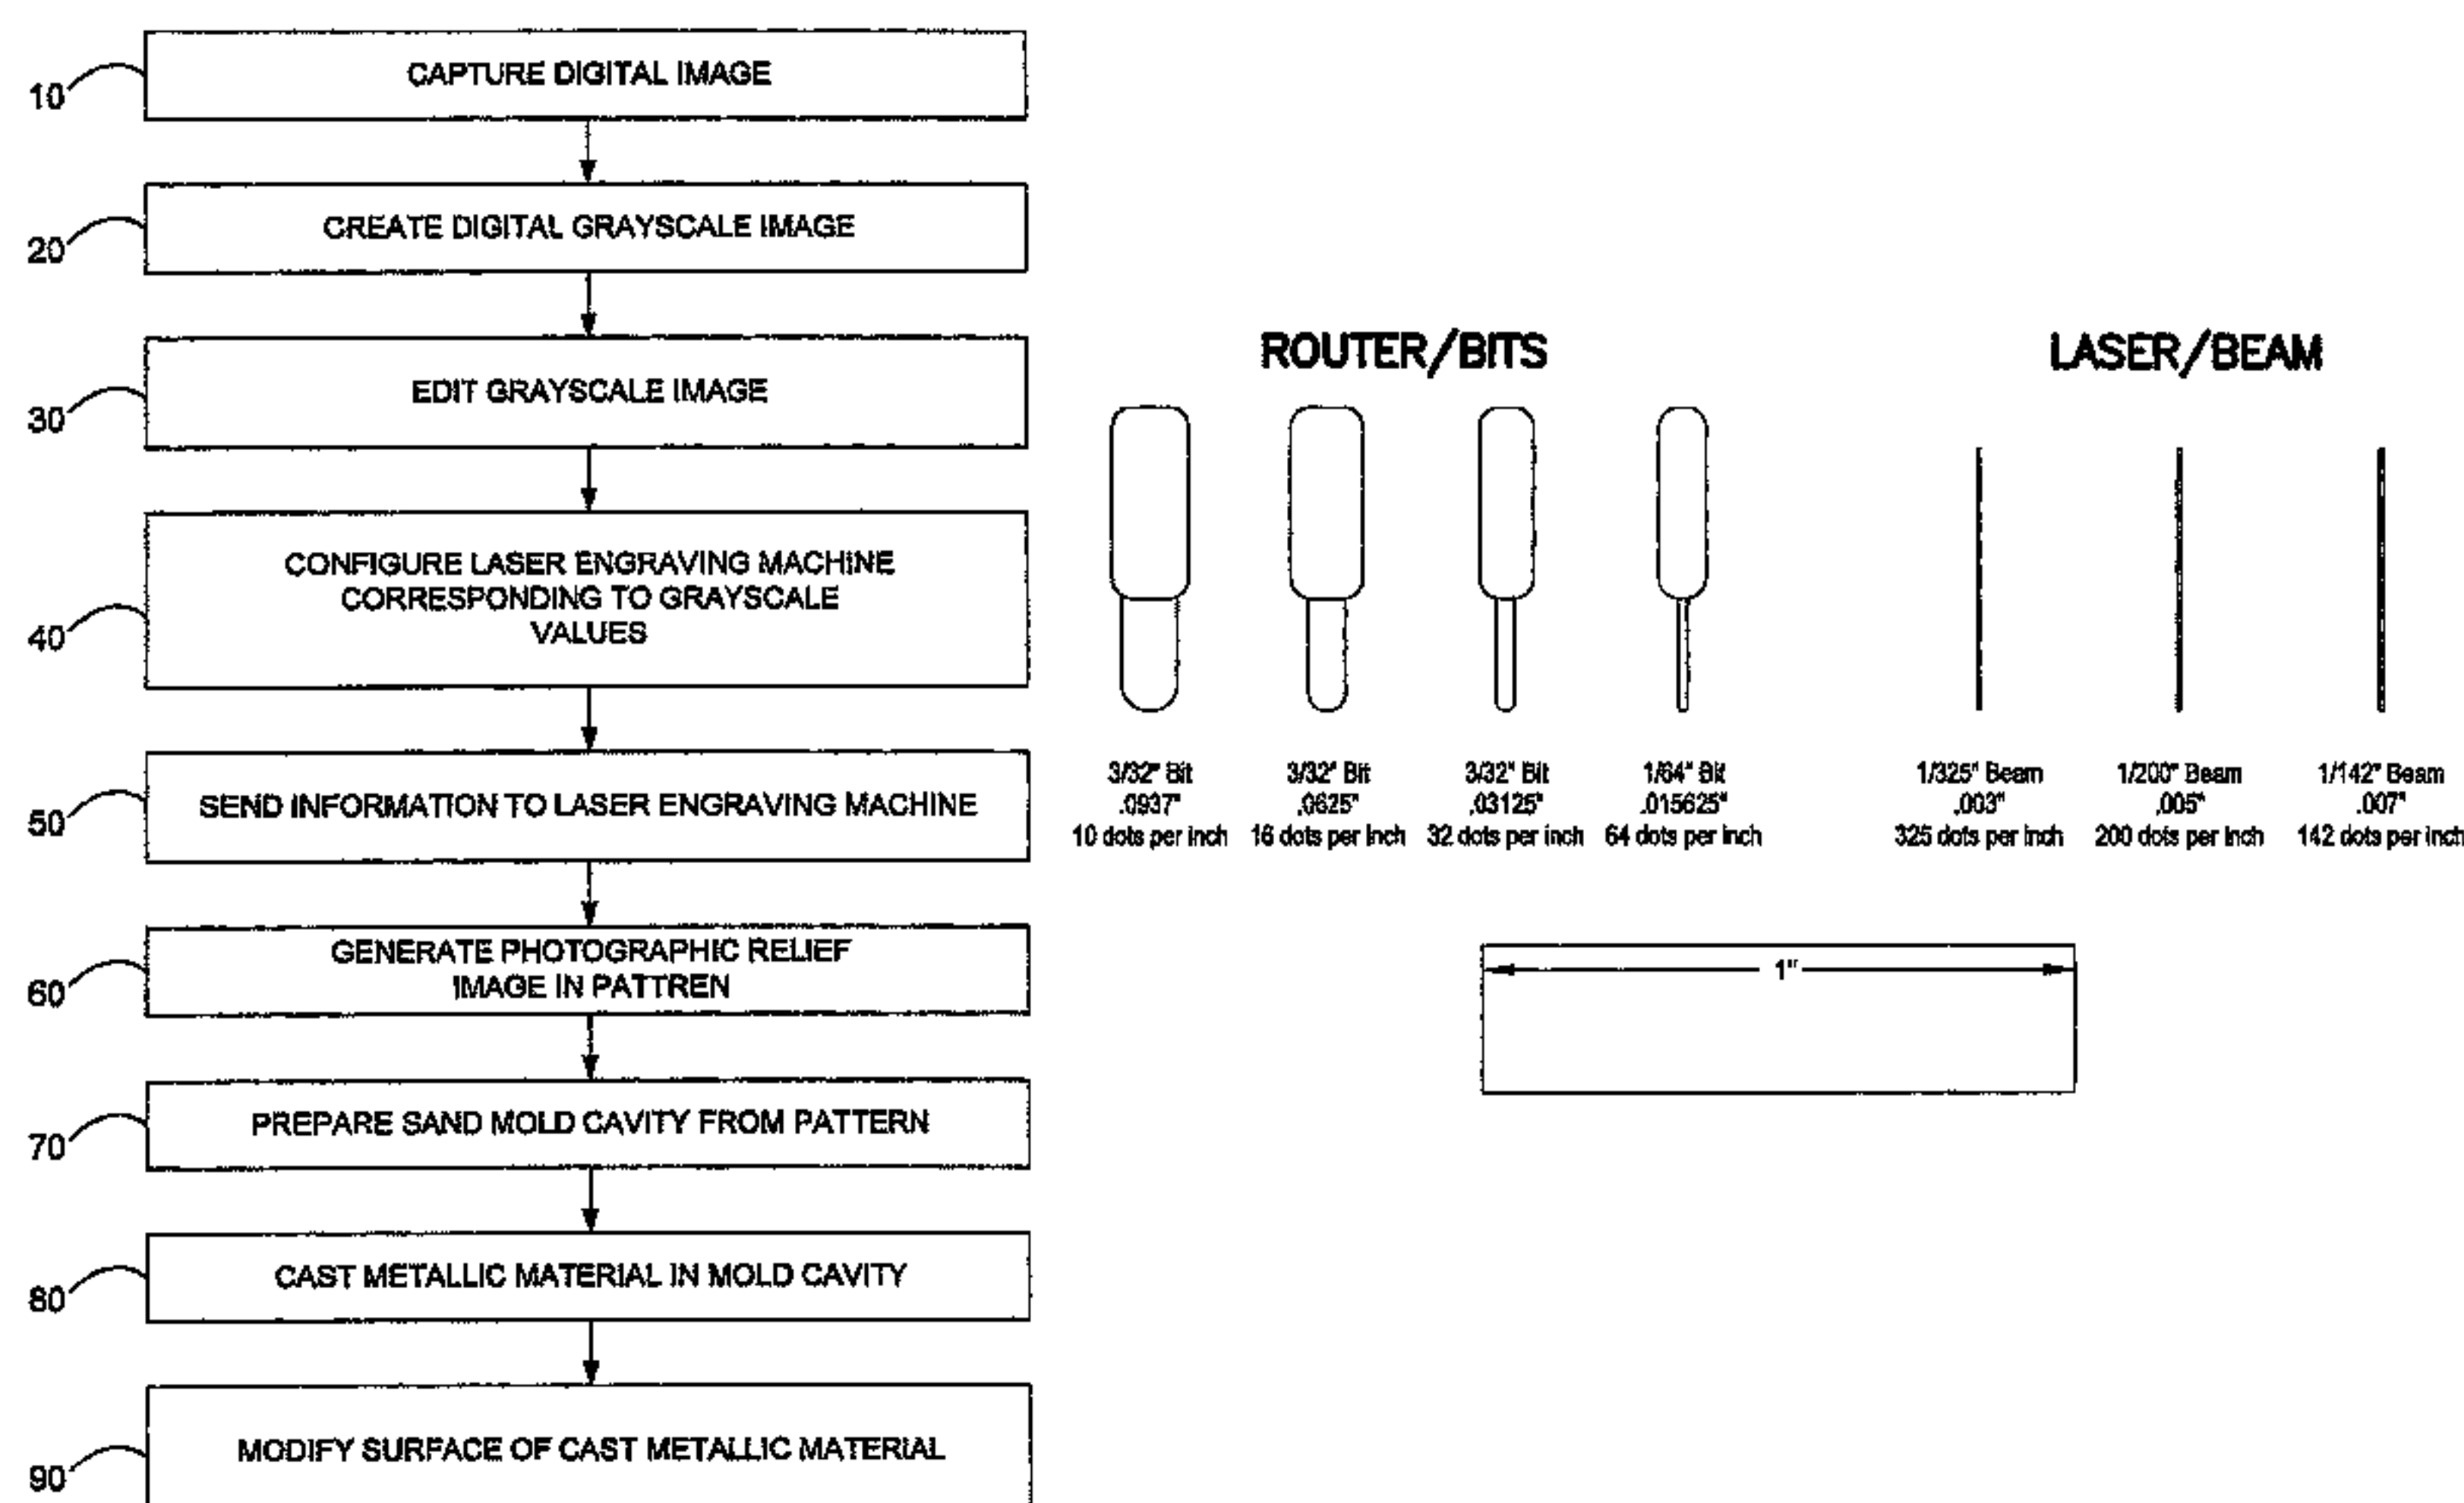 10
CAPTURE DIGITAL IMAGE
20
CREATE DIGITAL GRAYSCALE IMAGE
30
EDIT GRAYSCALE IMAGE
40
CONFIGURE LASER ENGRAVING MACHINE
CORRESPONDING TO GRAYSCALE
VALUES
50
SEND INFORMATION TO LASER ENGRAVING MACHINE
60
GENERATE PHOTOGRAPHIC RELIEF
IMAGE IN PATTREN
70
PREPARE SAND MOLD CAVITY FROM PATTERN
80
CAST METALLIC MATERIAL IN MOLD CAVITY
90
MODIFY SURFACE OF CAST METALLIC MATERIAL
ROUTER/BITS
3/32" Bit
.0937"
10 dots per inch
3/32" Bit
.0625"
16 dots per inch
3/32" Bit
.03125"
32 dots per inch
1/64" Bit
.015625"
64 dots per inch
LASER/BEAM
1/325" Beam
.003"
325 dots per inch
1/200" Beam
.005"
200 dots per inch
1/142" Beam
.007"
142 dots per inch
1"